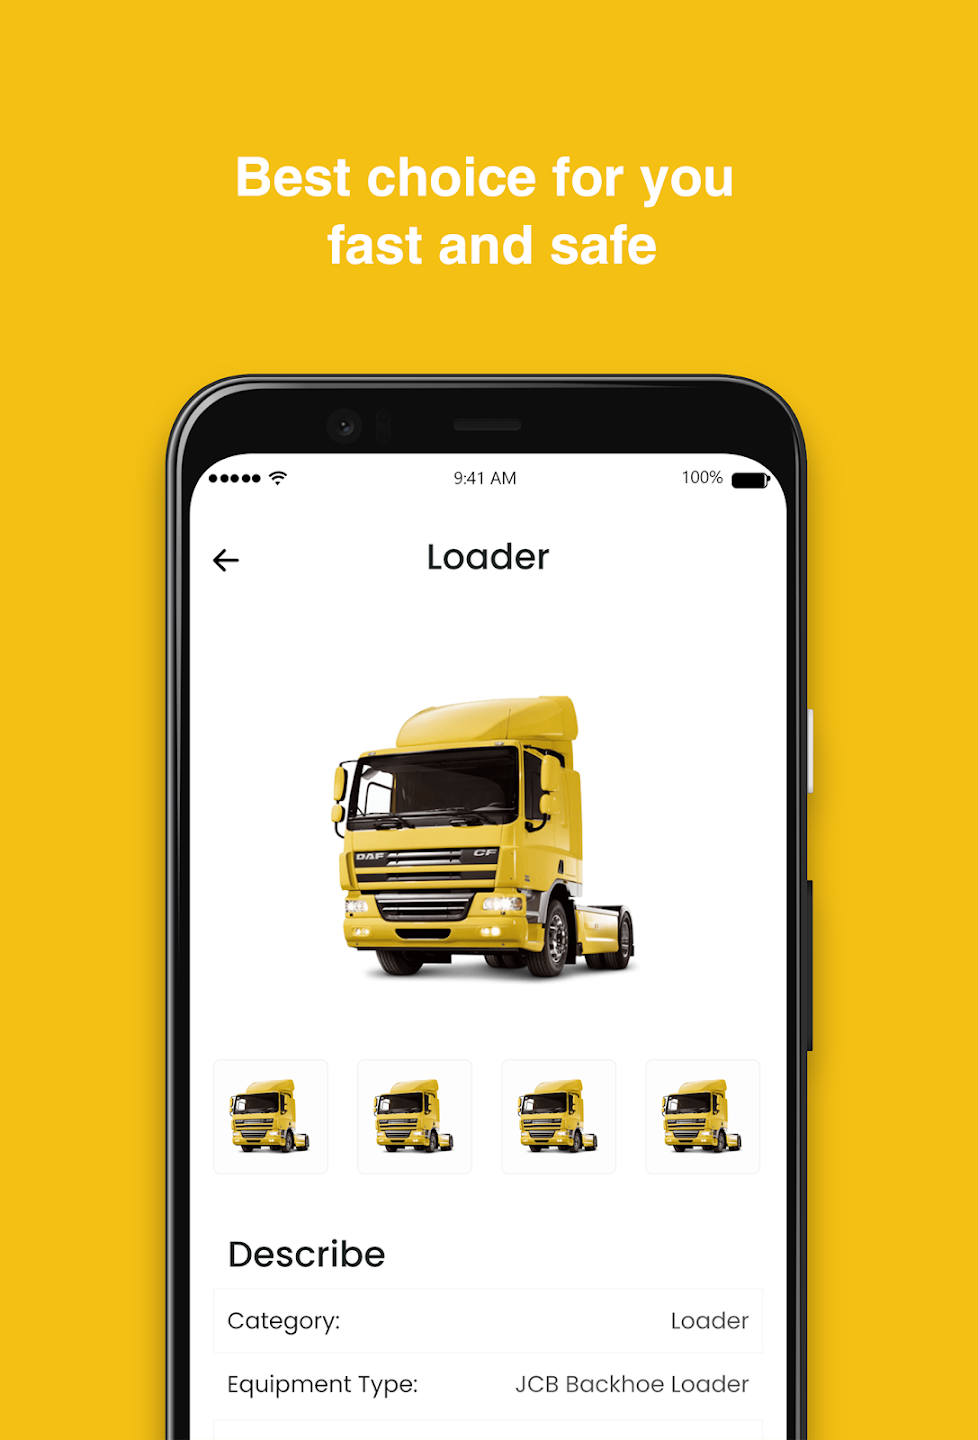 Best choice for you
fast and safe
9:41 AM
100%
Loader
DAF CF
Describe
Category: Loader
Equipment Type: JCB Backhoe Loader